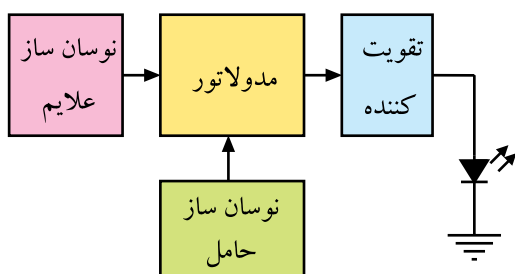 نوسان ساز
علایم
مدولاتور
تقویت
کننده
نوسان ساز
حامل